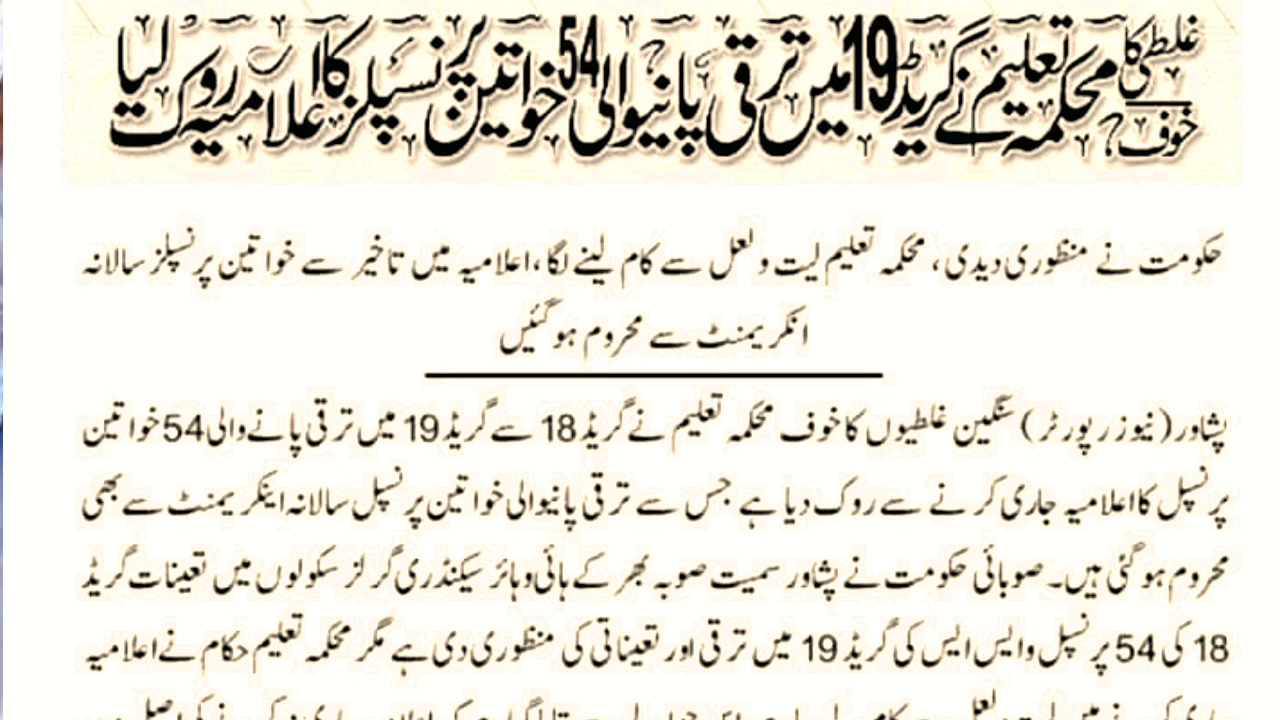 غلطی کا
خوف؟
محکمہ تعلیم نے گریڈ 19 میں ترقی پانیوالی 54 خواتین پرنسپلز کا اعلامیہ روک لیا
حکومت نے منظوری دیدی، محکمہ تعلیم لیت ولعل سے کام لینے لگا، اعلامیہ میں تاخیر سے خواتین پرنسپلز سالانہ
انکریمنٹ سے محروم ہوگئیں
پشاور (نیوز رپورٹر) سنگین غلطیوں کا خوف محکمہ تعلیم نے گریڈ 18 سے گریڈ 19 میں ترقی پانے والی 54 خواتین
پرنسپل کا اعلامیہ جاری کرنے سے روک دیا ہے جس سے ترقی پانیوالی خواتین پرنسپل سالانہ اینکریمنٹ سے بھی
محروم ہوگئی ہیں۔ صوبائی حکومت نے پشاور سمیت صوبہ بھر کے ہائی وہائر سیکنڈری گرلز سکولوں میں تعینات گریڈ
18 کی 54 پرنسپل و ایس ایس کی گریڈ 19 میں ترقی اور تعیناتی کی منظوری دی ہے مگر محکمہ تعلیم حکام نے اعلامیہ